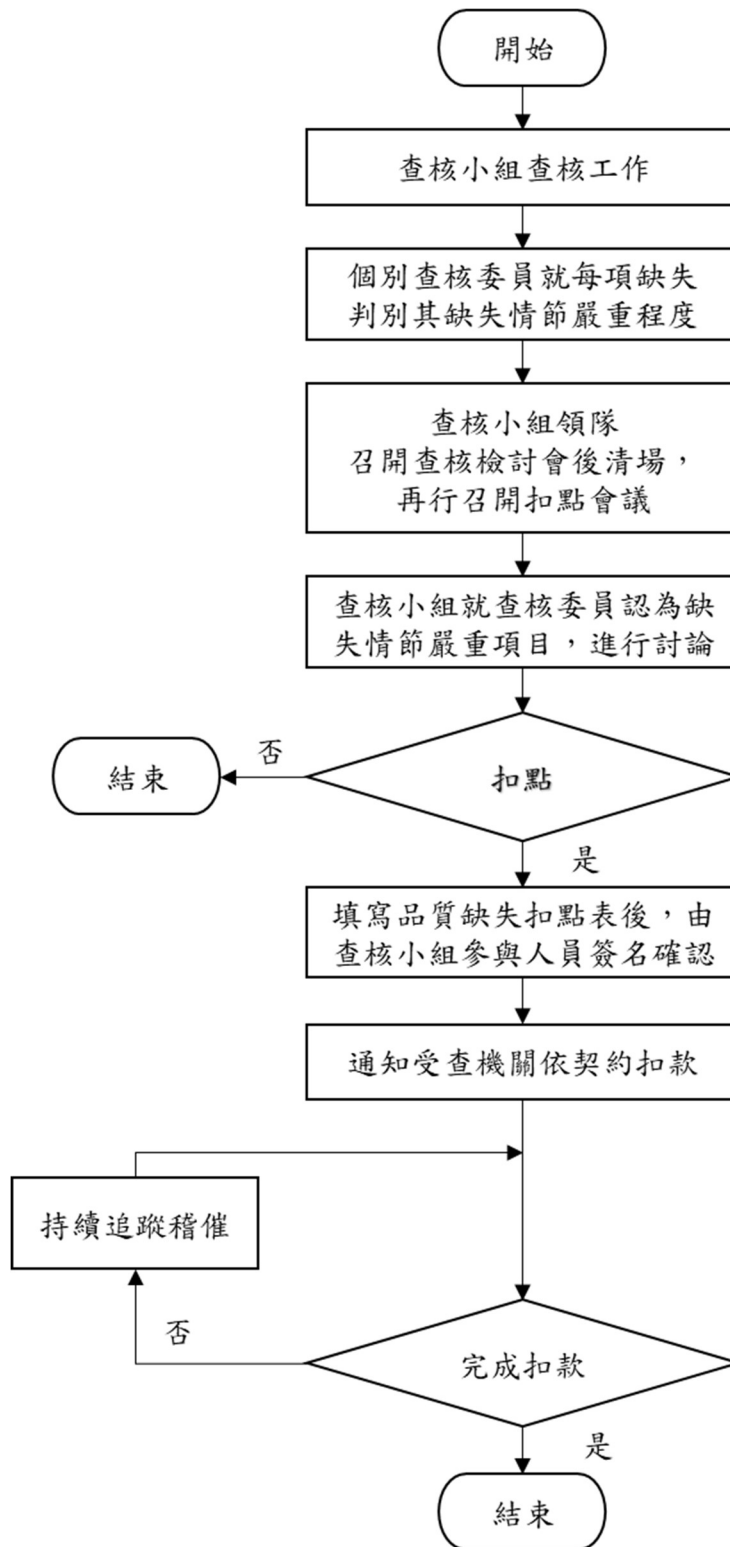 開始
查核小組查核工作
個別查核委員就每項缺失
判別其缺失情節嚴重程度
查核小組領隊
召開查核檢討會後清場，
再行召開扣點會議
查核小組就查核委員認為缺
失情節嚴重項目，進行討論
否
結束
扣點
是
填寫品質缺失扣點表後，由
查核小組參與人員簽名確認
通知受查機關依契約扣款
持續追蹤稽催
否
完成扣款
是
結束